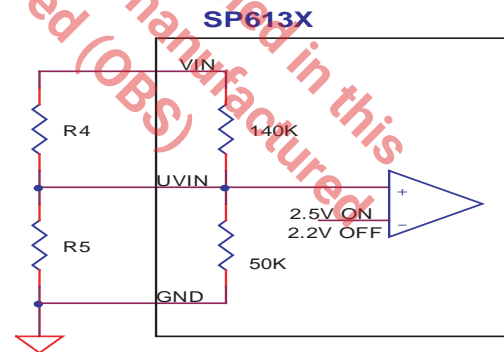 SP613X
ned in this
manufactured
ed (OBS)
VIN
R4
140K
UVIN
2.5V ON
2.2V OFF
R5
50K
GND
+
−